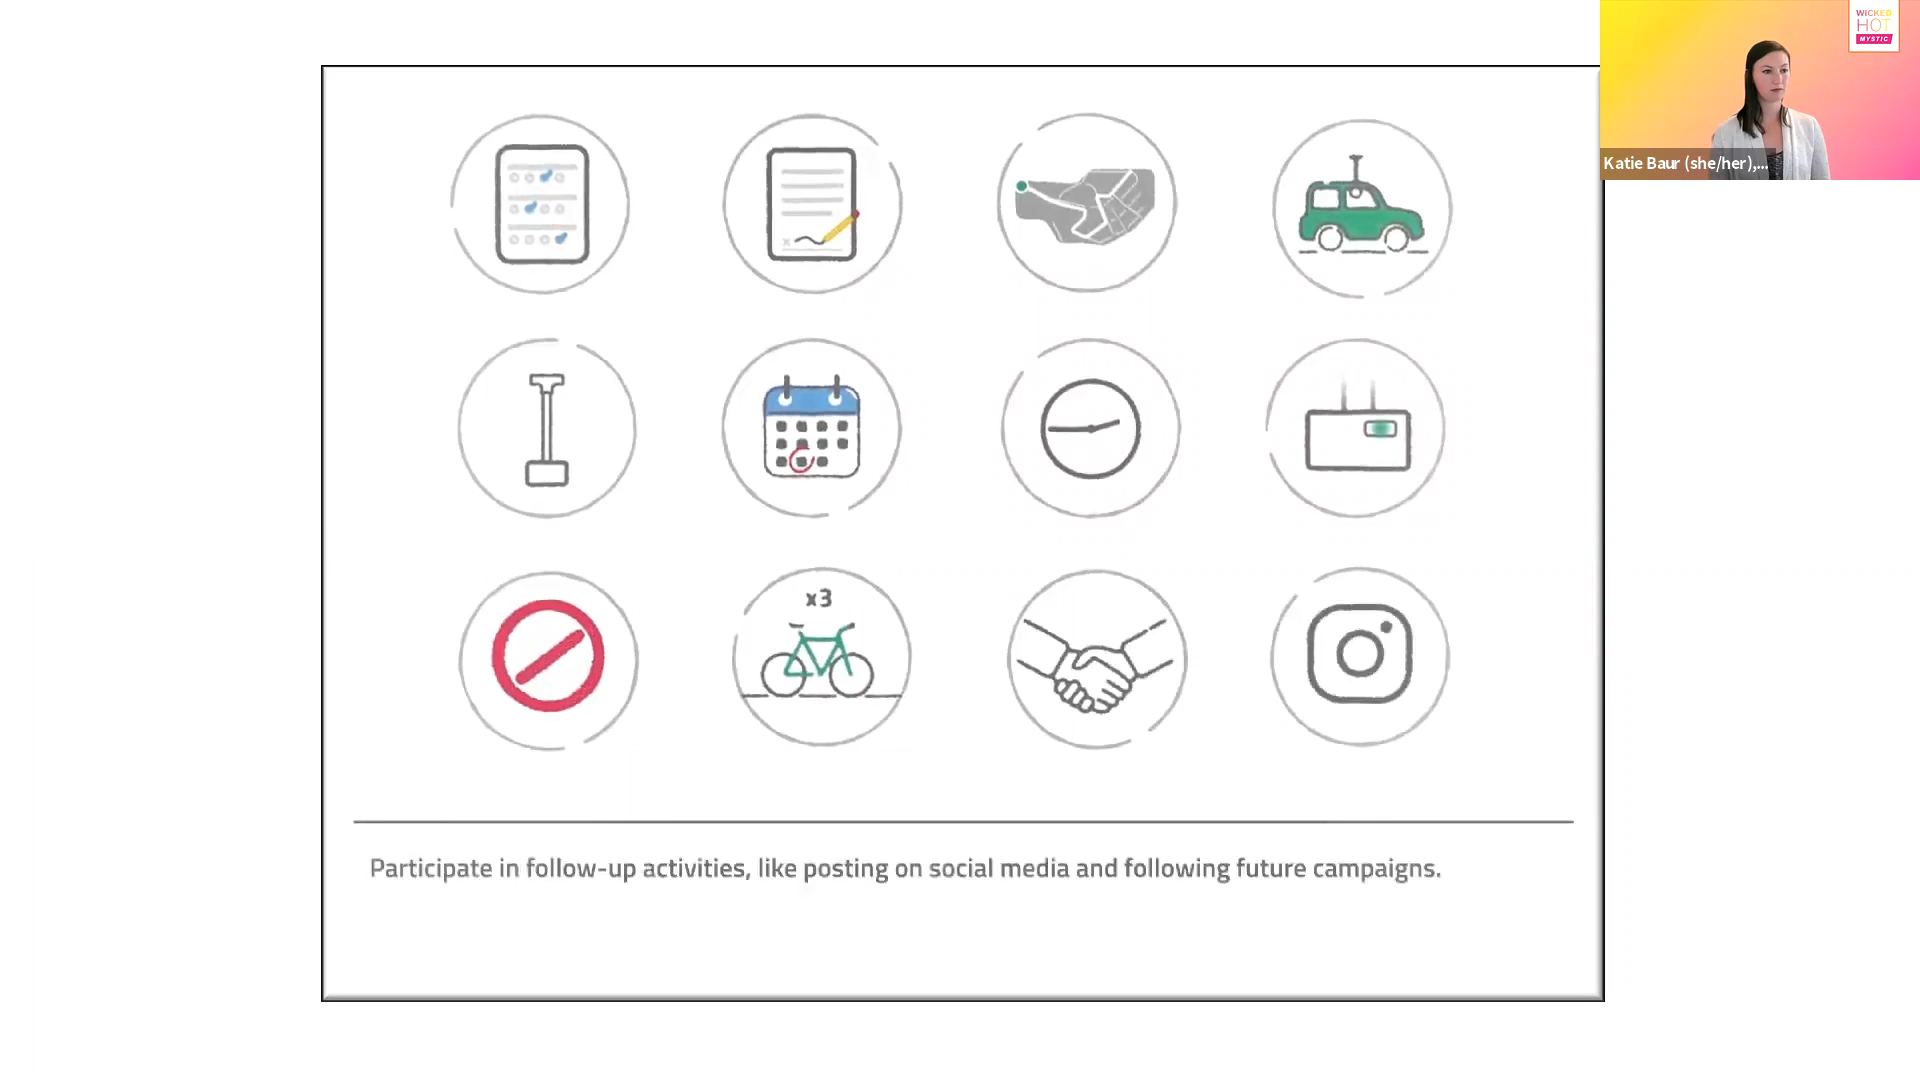 WICKED
HOT
MYSTIC
Katie Baur (she/her),...
x3
x
Participate in follow-up activities, like posting on social media and following future campaigns.